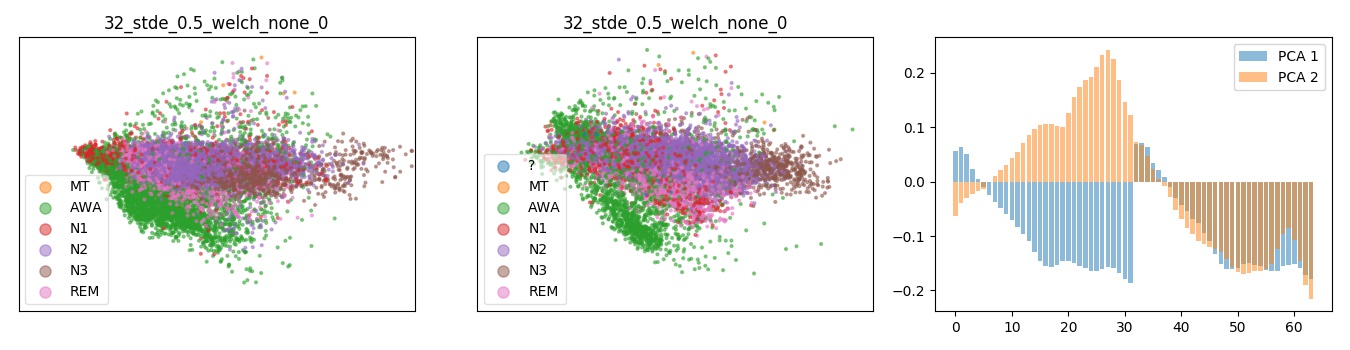 32_stde_0.5_welch_none_0
MT
AWA
N1
N2
N3
REM
32_stde_0.5_welch_none_0
?
MT
AWA
N1
N2
N3
REM
PCA 1
PCA 2
0.2
0.1
0.0
−0.1
−0.2
0 10 20 30 40 50 60